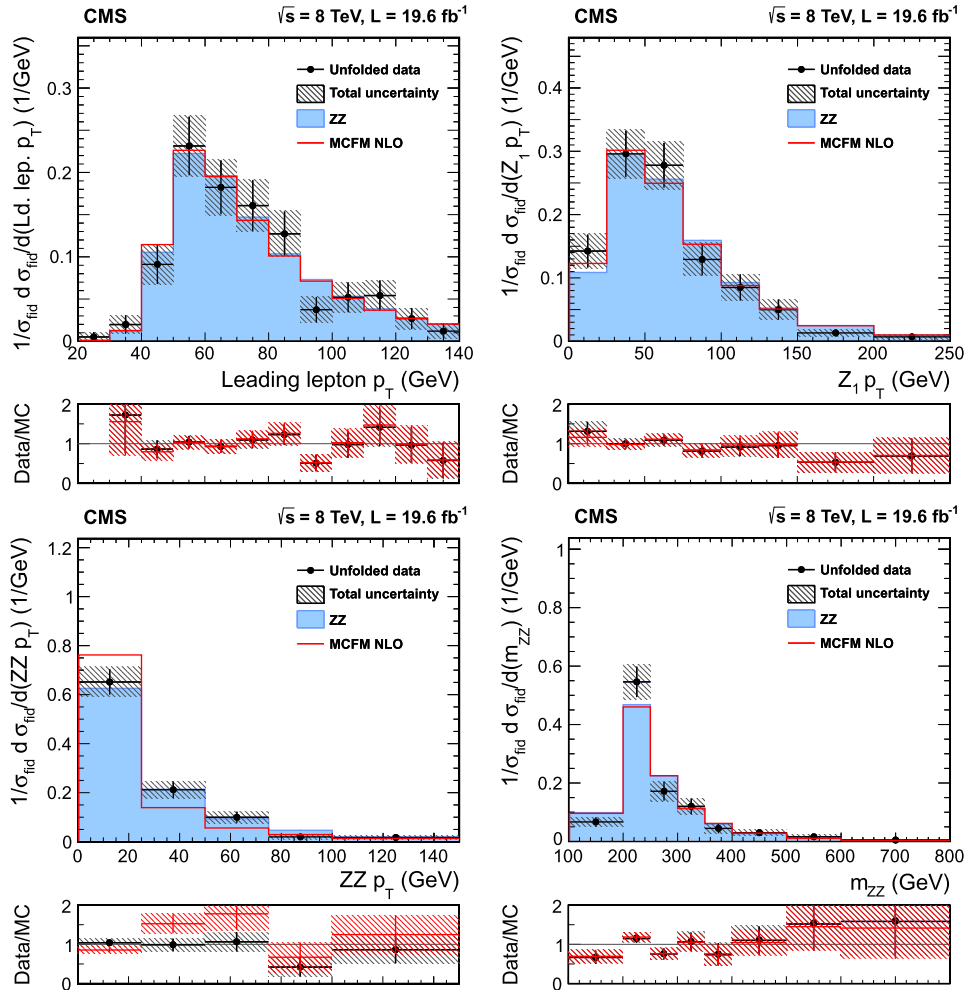 CMS √s = 8 TeV, L = 19.6 fb⁻¹
1/σ_fid d σ_fid/d(Ld. lep. p_T) (1/GeV)
0.3
0.2
0.1
0
Unfolded data
Total uncertainty
ZZ
MCFM NLO
20 40 60 80 100 120 140
Leading lepton p_T (GeV)
Data/MC
2
1
0
CMS √s = 8 TeV, L = 19.6 fb⁻¹
1/σ_fid d σ_fid/d(Z_1 p_T) (1/GeV)
0.4
0.3
0.2
0.1
0
Unfolded data
Total uncertainty
ZZ
MCFM NLO
0 50 100 150 200 250
Z_1 p_T (GeV)
Data/MC
2
1
0
CMS √s = 8 TeV, L = 19.6 fb⁻¹
1/σ_fid d σ_fid/d(ZZ p_T) (1/GeV)
1.2
1
0.8
0.6
0.4
0.2
0
Unfolded data
Total uncertainty
ZZ
MCFM NLO
0 20 40 60 80 100 120 140
ZZ p_T (GeV)
Data/MC
2
1
0
CMS √s = 8 TeV, L = 19.6 fb⁻¹
1/σ_fid d σ_fid/d(m_ZZ) (1/GeV)
1
0.8
0.6
0.4
0.2
0
Unfolded data
Total uncertainty
ZZ
MCFM NLO
100 200 300 400 500 600 700 800
m_ZZ (GeV)
Data/MC
2
1
0